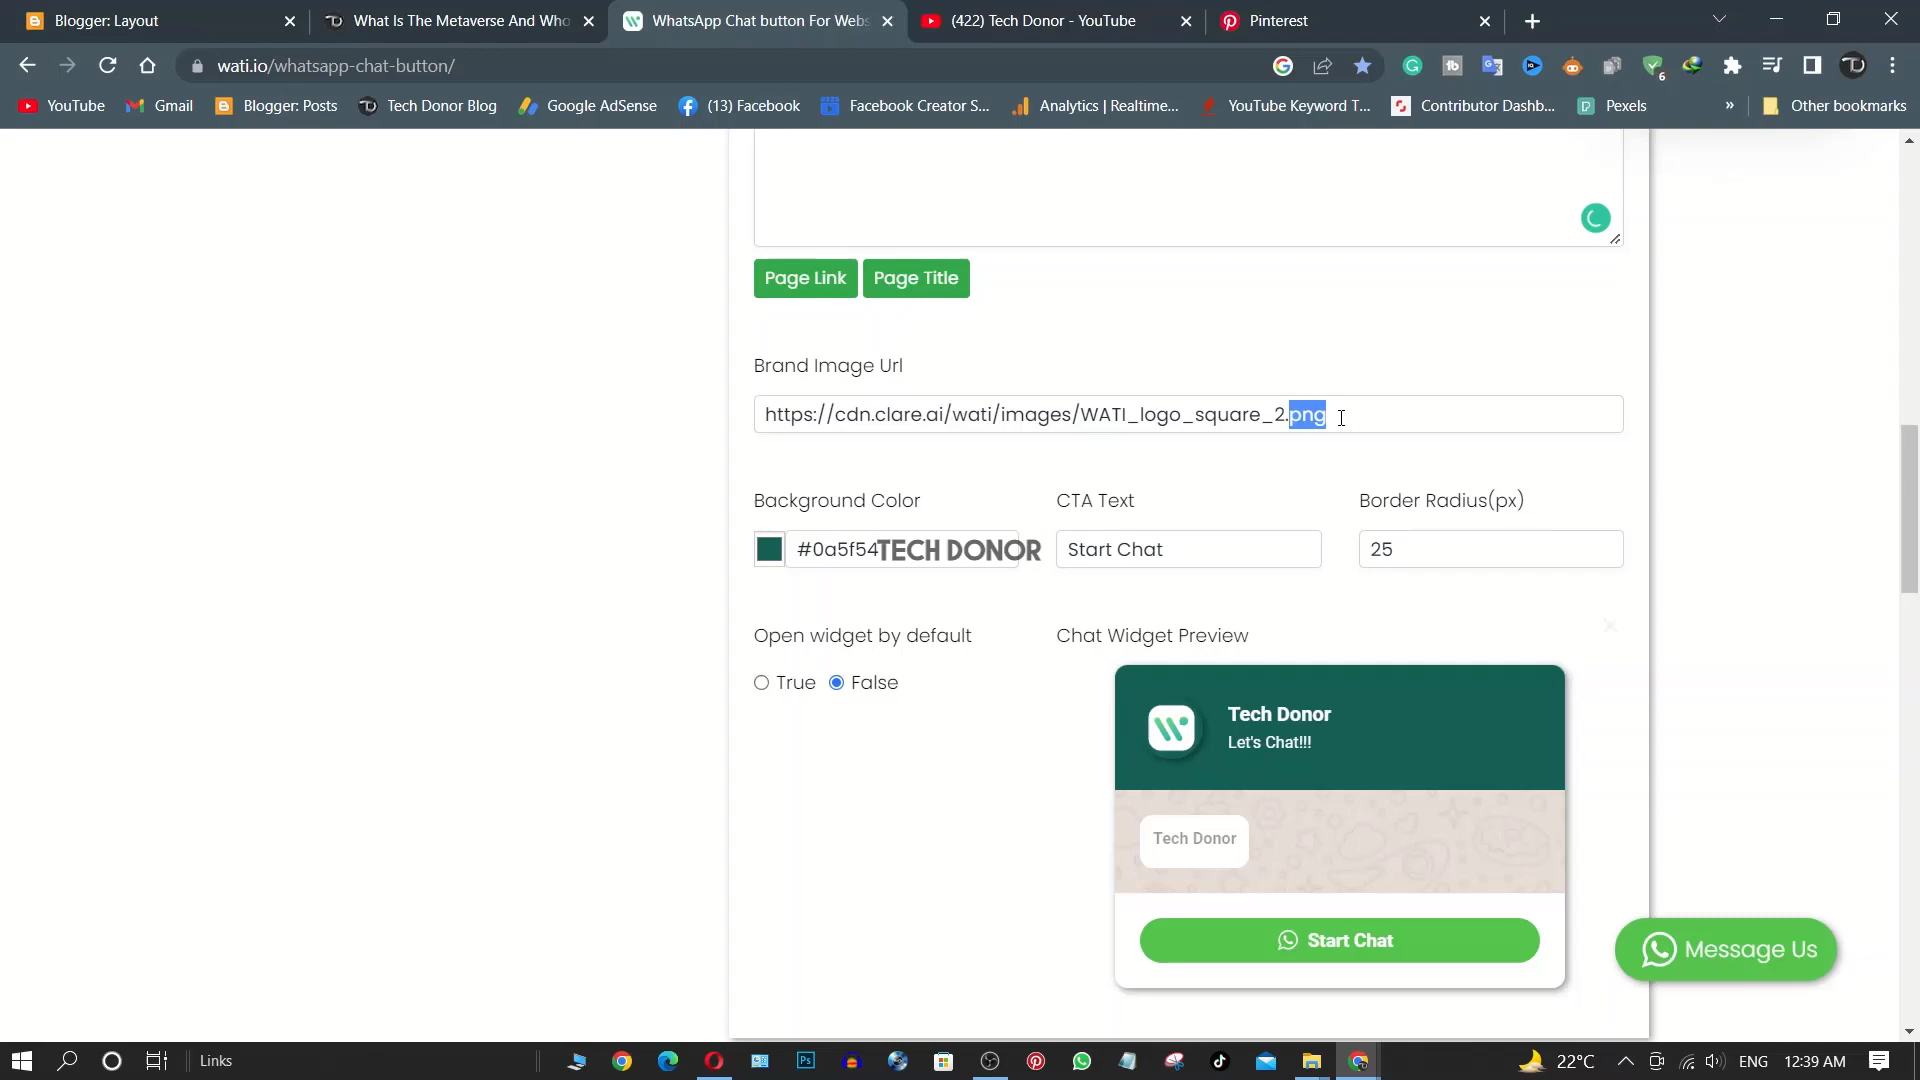 Blogger: Layout
What Is The Metaverse And Who
WhatsApp Chat button For Webs
(422) Tech Donor - YouTube
Pinterest
wati.io/whatsapp-chat-button/
6
YouTube
Gmail
Blogger: Posts
Tech Donor Blog
Google AdSense
(13) Facebook
Facebook Creator S...
Analytics | Realtime...
YouTube Keyword T...
Contributor Dashb...
Pexels
»
Other bookmarks
Page Link
Page Title
Brand Image Url
https://cdn.clare.ai/wati/images/WATI_logo_square_2.png
Background Color
CTA Text
Border Radius(px)
#0a5f54
TECH DONOR
Start Chat
25
Open widget by default
Chat Widget Preview
True
False
Tech Donor
Let's Chat!!!
Tech Donor
Start Chat
Message Us
Links
22°C
ENG
12:39 AM